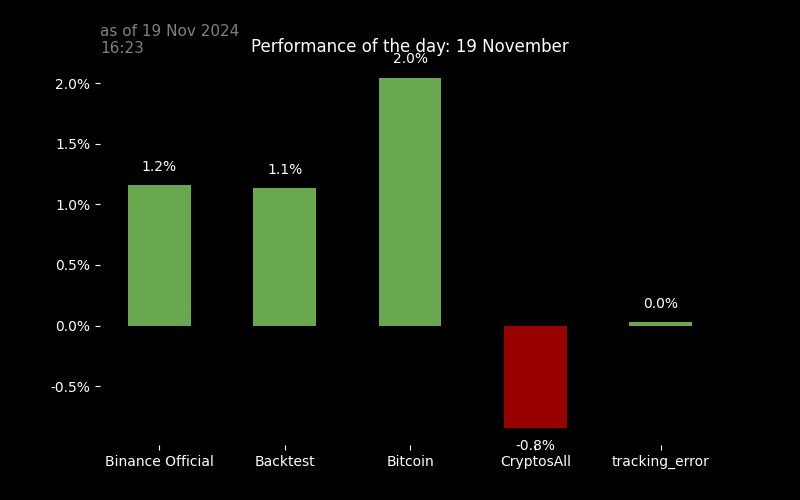 as of 19 Nov 2024
16:23
Performance of the day: 19 November
2.0%
2.0%
1.5%
1.2%
1.1%
1.0%
0.5%
0.0%
0.0%
-0.5%
-0.8%
Binance Official
Backtest
Bitcoin
CryptosAll
tracking_error